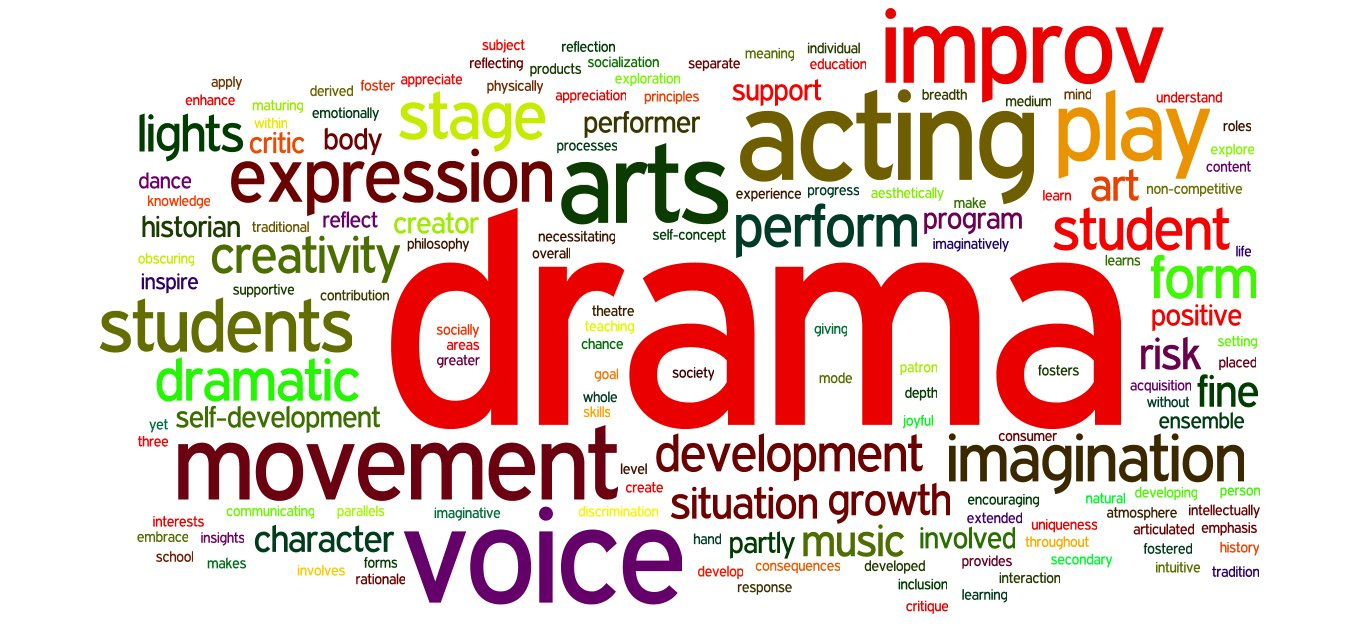 improv
subject
reflection
individual
reflecting
products
socialization
separate
meaning
education
apply
derived
foster
appreciate
physically
exploration
enhance
maturing
emotionally
appreciation
principles
support
breadth
medium
mind
understand
lights
within
critic
body
stage
performer
acting
play
roles
processes
explore
content
expression
arts
dance
knowledge
experience
progress
aesthetically
make
learn
art
non-competitive
historian
traditional
reflect
creator
philosophy
necessitating
overall
self-concept
perform
program
imaginatively
student
life
learns
obscuring
creativity
inspire
supportive
contribution
drama
form
students
theatre
teaching
chance
socially
areas
greater
giving
positive
setting
risk
placed
dramatic
goal
society
mode
patron
fosters
depth
acquisition
without
fine
whole
skills
joyful
ensemble
self-development
yet
three
movement
level
create
development
consumer
imagination
situation
growth
encouraging
natural
developing
person
interests
communicating
parallels
imaginative
discrimination
extended
atmosphere
intellectually
embrace
insights
character
voice
hand
partly
music
involved
uniqueness
throughout
articulated
emphasis
school
makes
involves
forms
rationale
develop
consequences
developed
provides
secondary
fostered
history
response
inclusion
interaction
intuitive
tradition
critique
learning